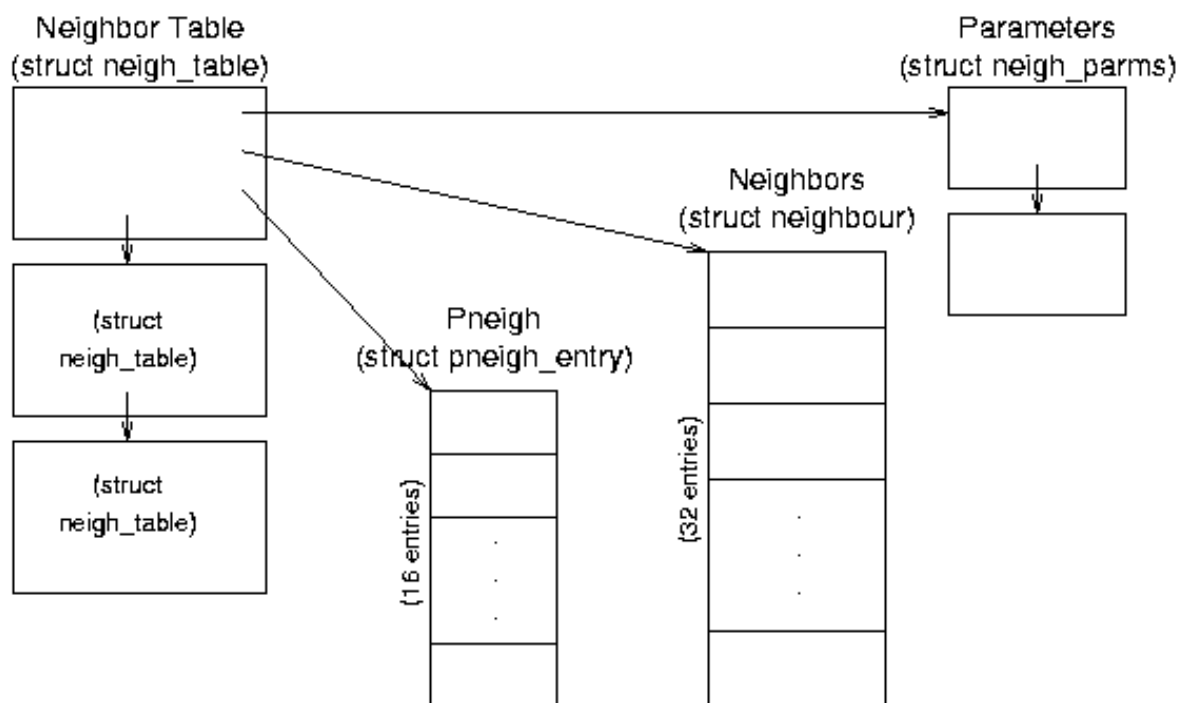 Neighbor Table
(struct neigh_table)
Parameters
(struct neigh_parms)
Neighbors
(struct neighbour)
(struct
neigh_table)
Pneigh
(struct pneigh_entry)
(32 entries)
(struct
neigh_table)
(16 entries)